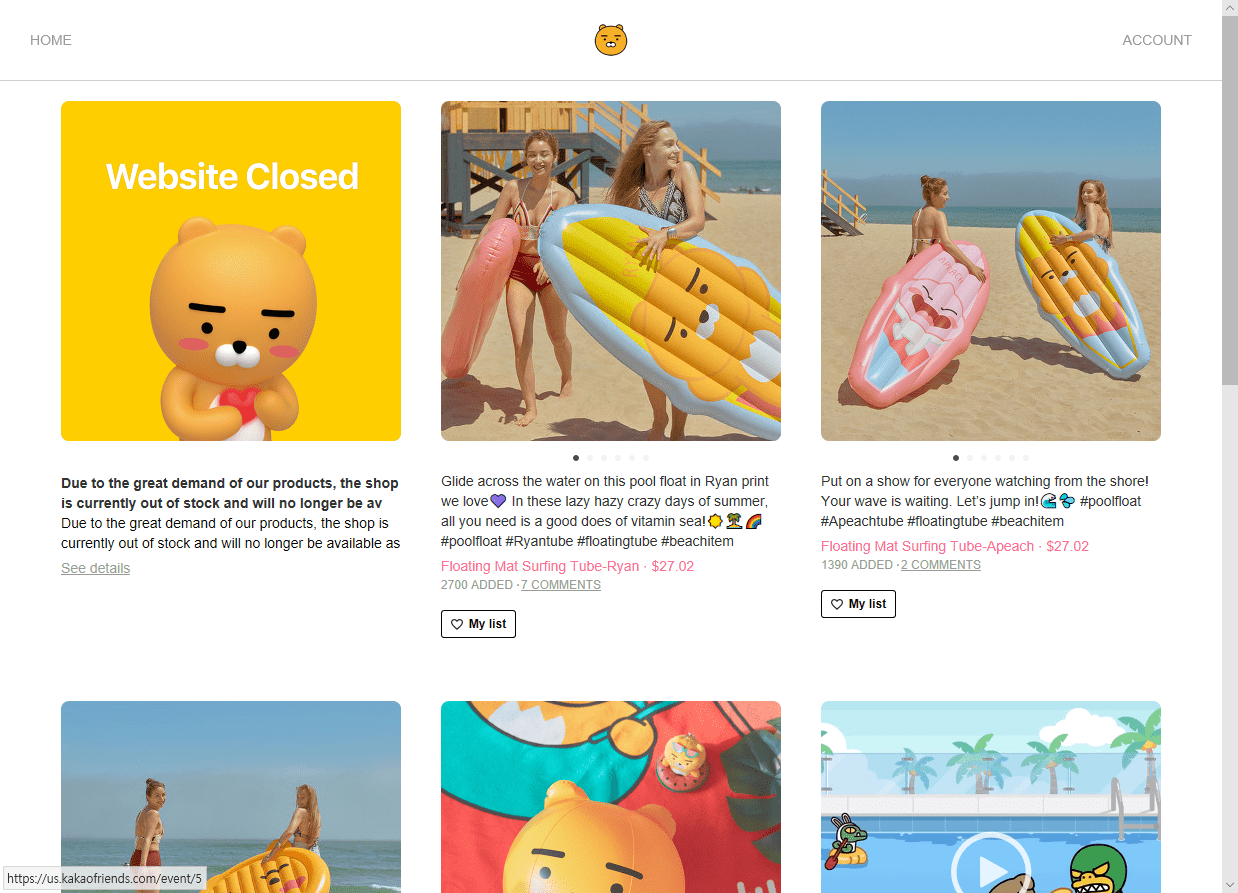 HOME
ACCOUNT
Website Closed
Due to the great demand of our products, the shop
is currently out of stock and will no longer be av
Due to the great demand of our products, the shop is
currently out of stock and will no longer be available as
See details
Glide across the water on this pool float in Ryan print
we love💜 In these lazy hazy crazy days of summer,
all you need is a good does of vitamin sea!🌞🏝️🌈
#poolfloat #Ryantube #floatingtube #beachitem
Floating Mat Surfing Tube-Ryan · $27.02
2700 ADDED ·7 COMMENTS
My list
APEACH
Put on a show for everyone watching from the shore!
Your wave is waiting. Let's jump in!🌊💦 #poolfloat
#Apeachtube #floatingtube #beachitem
Floating Mat Surfing Tube-Apeach · $27.02
1390 ADDED ·2 COMMENTS
My list
https://us.kakaofriends.com/event/5